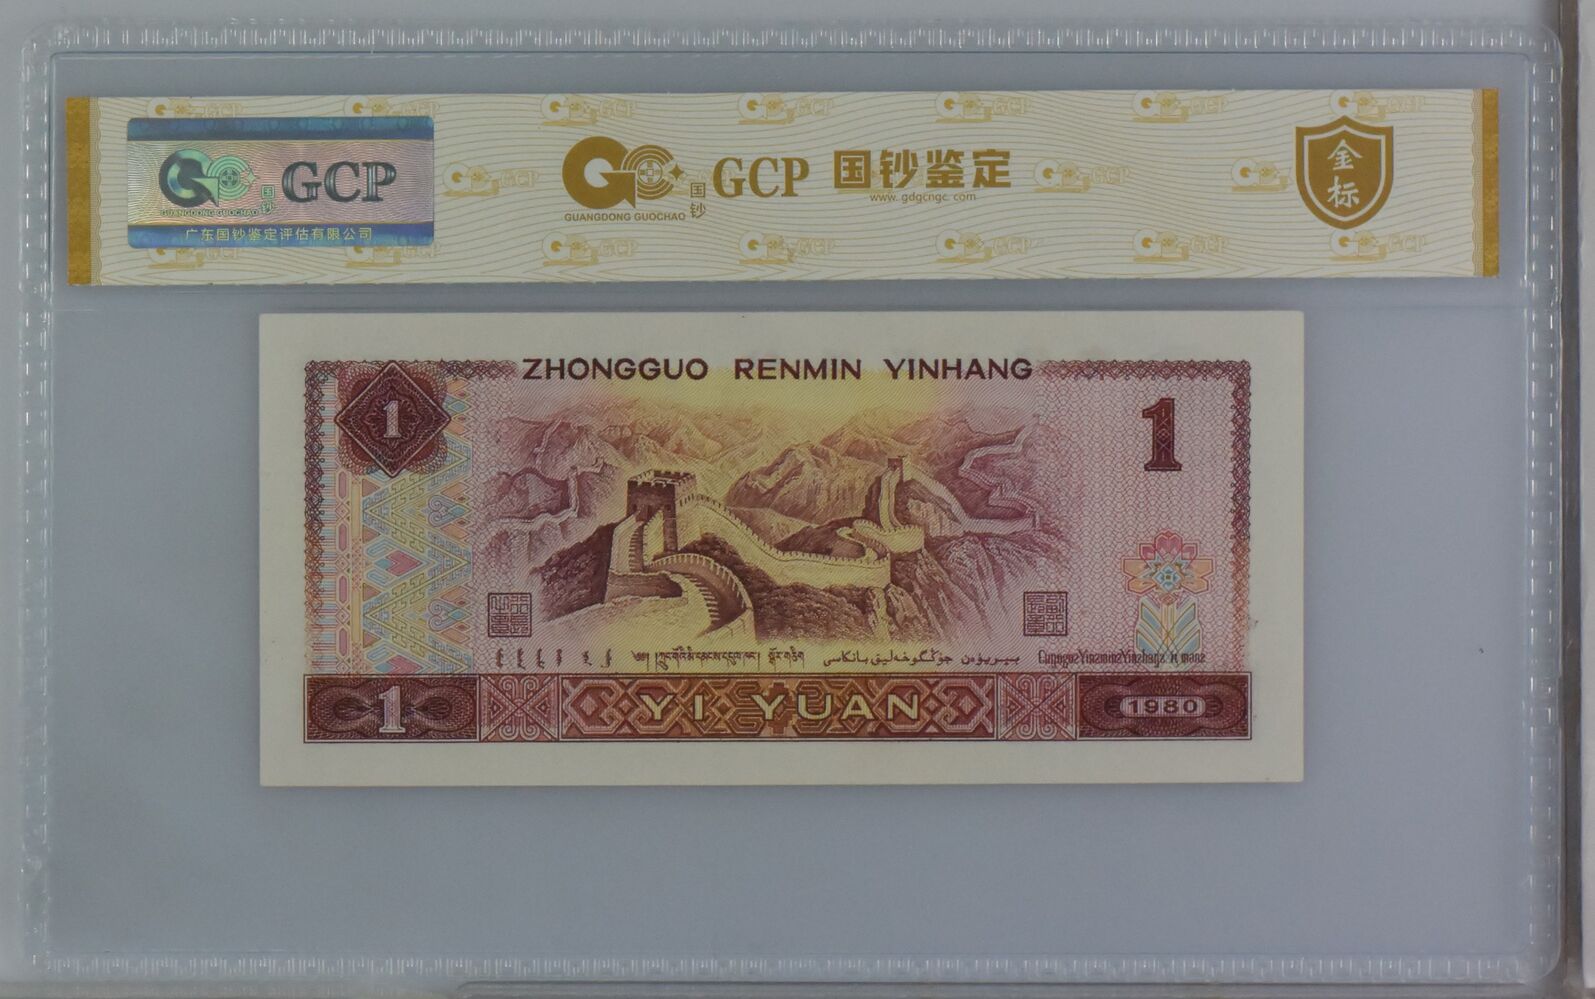 GCP
国钞
GUANGDONG GUOCHAO
广东国钞鉴定评估有限公司
国钞
GUANGDONG GUOCHAO
GCP 国钞鉴定
www.gdgcngc.com
金标
ZHONGGUO RENMIN YINHANG
1
1
YI YUAN
1
1980